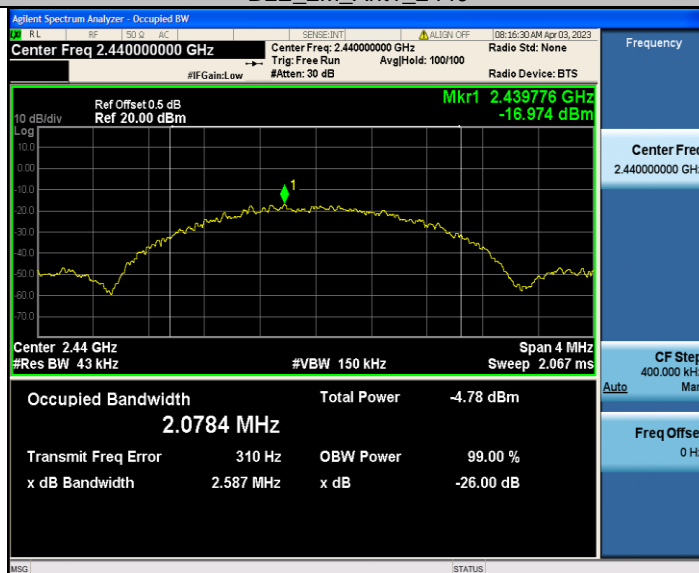 Agilent Spectrum Analyzer - Occupied BW
RL RF 50 Ω AC SENSE:INT ALIGN OFF 08:16:30 AM Apr 03, 2023
Center Freq 2.440000000 GHz
Center Freq: 2.440000000 GHz Radio Std: None
Trig: Free Run Avg|Hold: 100/100
#IFGain:Low #Atten: 30 dB Radio Device: BTS
Mkr1 2.439776 GHz
-16.974 dBm
Ref Offset 0.5 dB
10 dB/div Ref 20.00 dBm
Log
10.0
0.00
-10.0
-20.0
-30.0
-40.0
-50.0
-60.0
-70.0
1
Center 2.44 GHz Span 4 MHz
#Res BW 43 kHz #VBW 150 kHz Sweep 2.067 ms
Occupied Bandwidth Total Power -4.78 dBm
2.0784 MHz
Transmit Freq Error 310 Hz OBW Power 99.00 %
x dB Bandwidth 2.587 MHz x dB -26.00 dB
MSG STATUS
Frequency
Center Freq
2.440000000 GHz
CF Step
400.000 kHz
Auto Man
Freq Offset
0 Hz